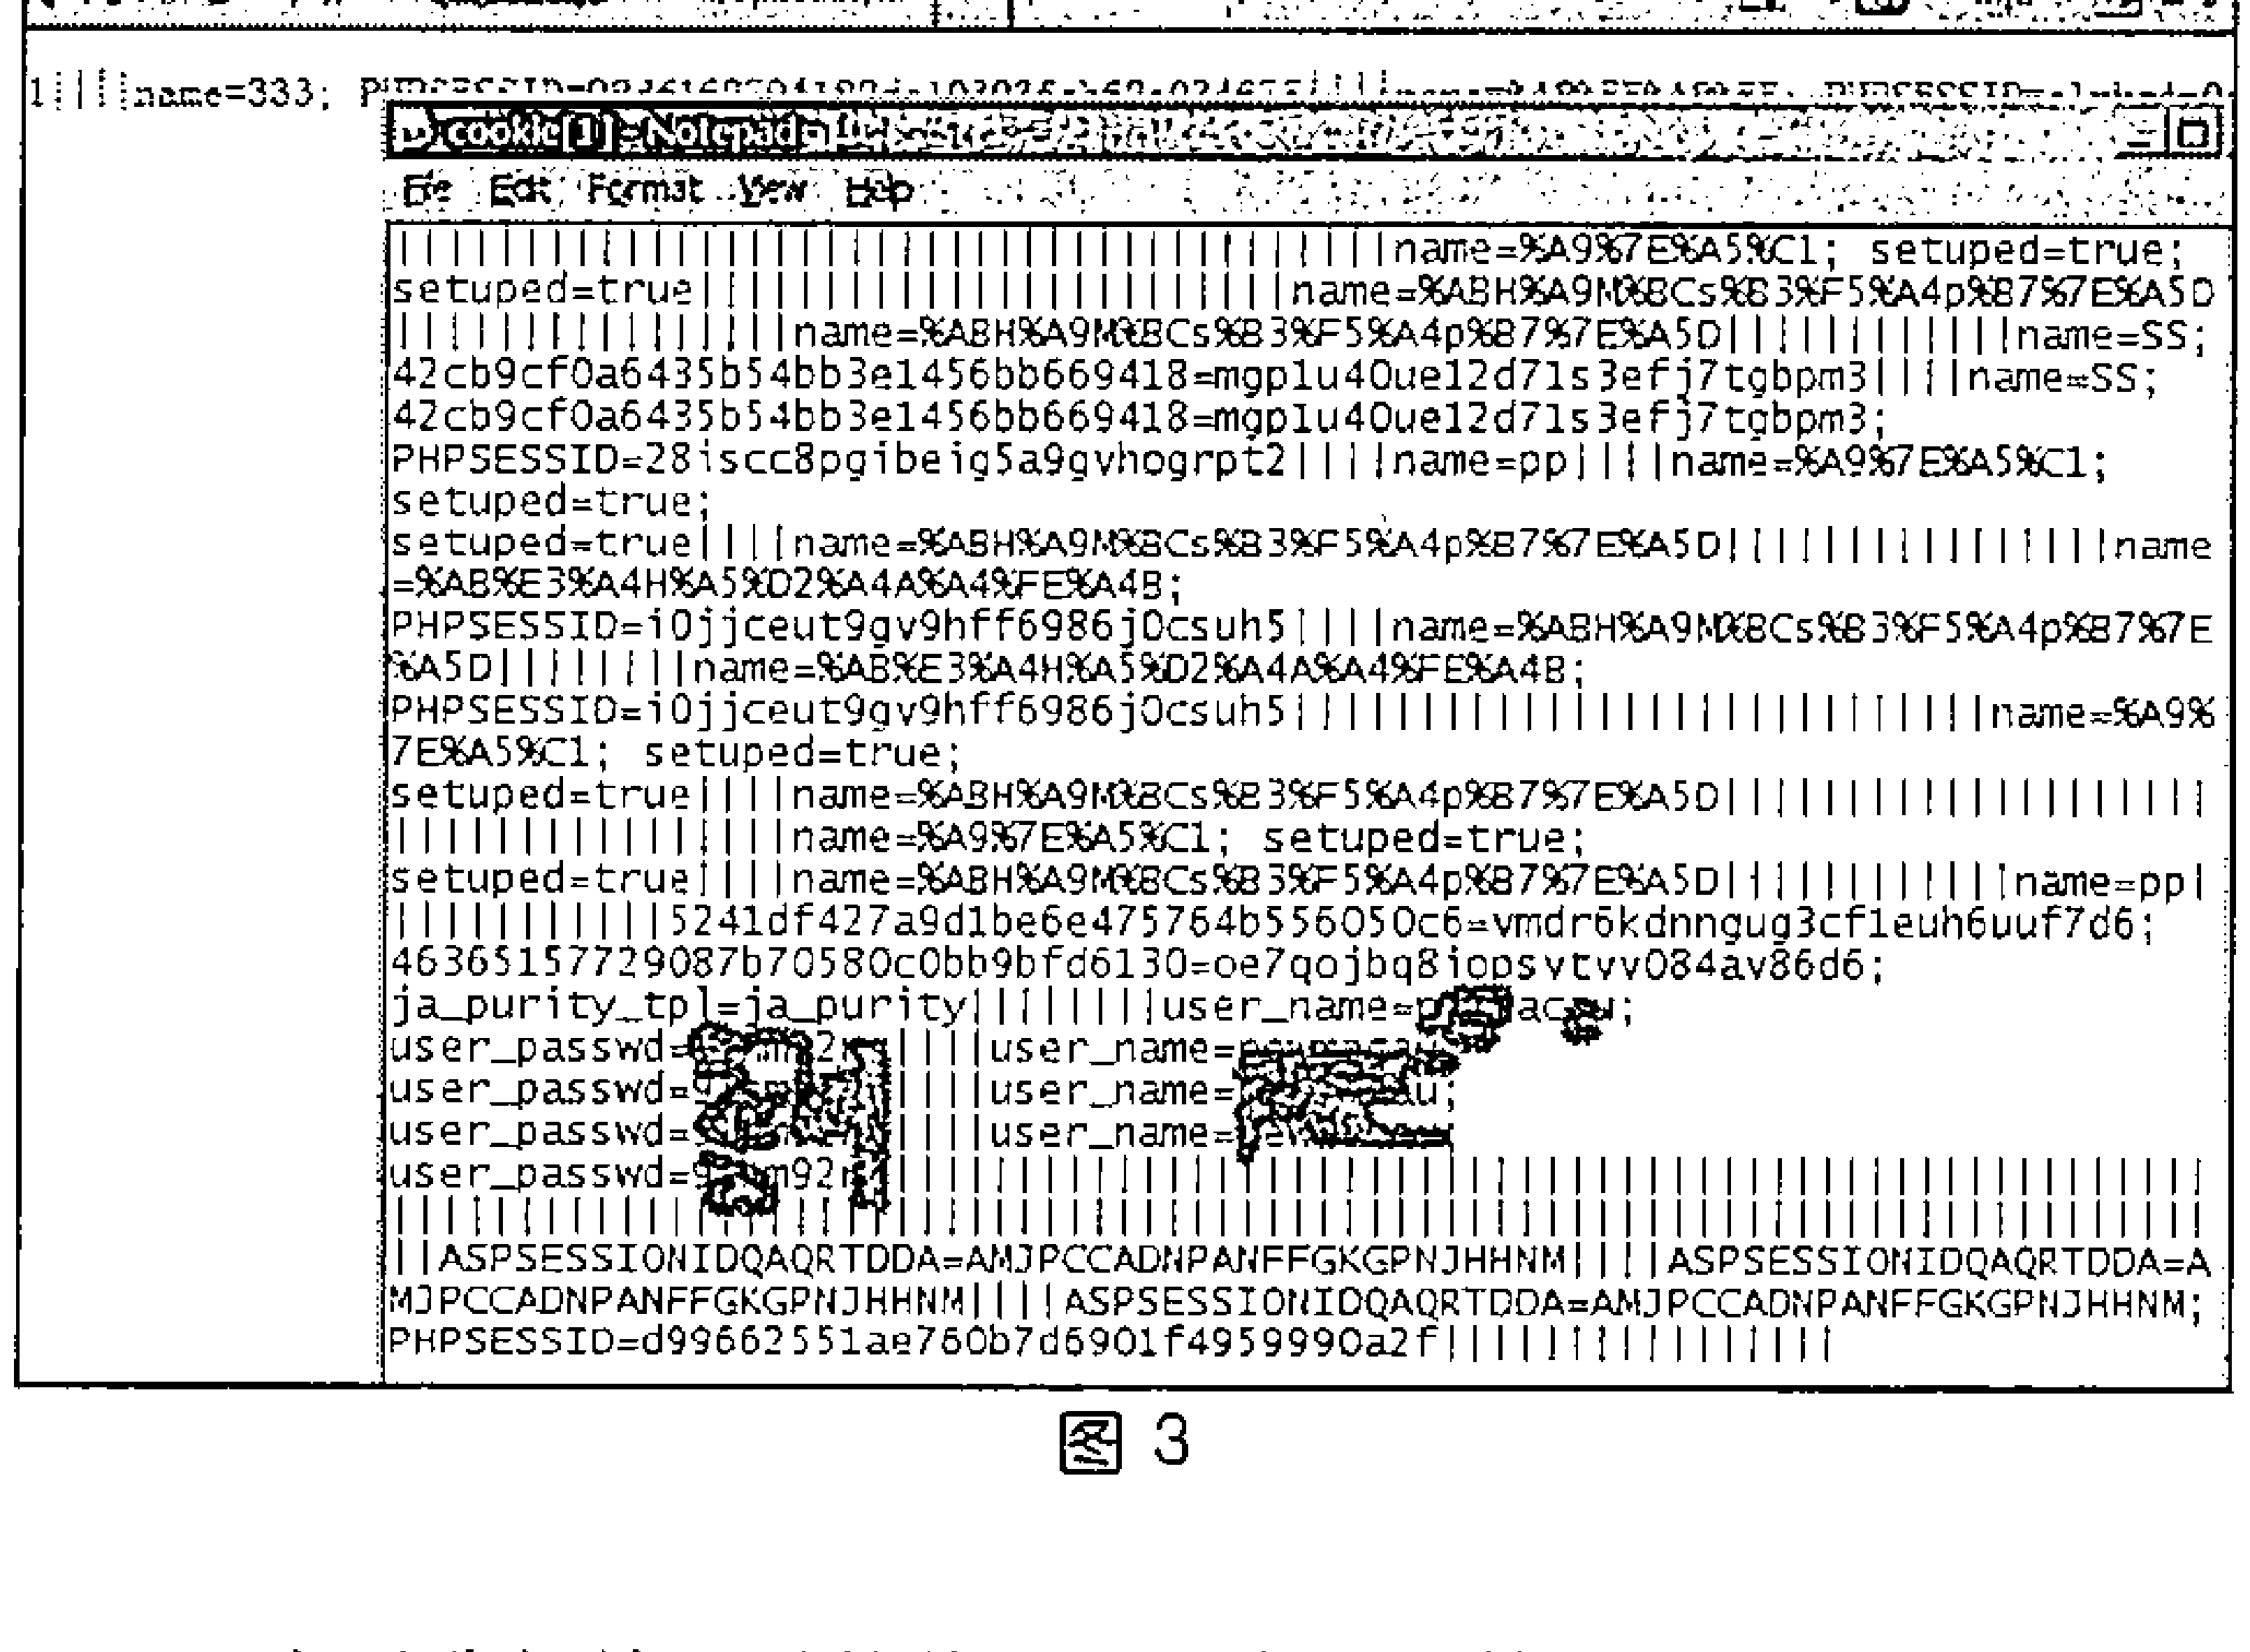 1||||name=333;
cookie[1] - Notepad
File Edit Format View Help
||||||||||||||||||||||||||||||||||||||||name=%A9%7E%A5%C1; setuped=true;
setuped=true||||||||||||||||||||||||name=%ABH%A9M%BCs%B3%F5%A4p%B7%7E%A5D
||||||||||||||||name=%ABH%A9M%BCs%B3%F5%A4p%B7%7E%A5D||||||||||||name=SS;
42cb9cf0a6435b54bb3e1456bb669418=mgp1u40ue12d71s3efj7tgbpm3||||name=SS;
42cb9cf0a6435b54bb3e1456bb669418=mgp1u40ue12d71s3efj7tgbpm3;
PHPSESSID=28iscc8pgibeig5a9gvhogrpt2||||name=pp||||name=%A9%7E%A5%C1;
setuped=true;
setuped=true||||name=%ABH%A9M%BCs%B3%F5%A4p%B7%7E%A5D||||||||||||||||name
=%AB%E3%A4H%A5%D2%A4A%A4%FE%A4B;
PHPSESSID=i0jjceut9gv9hff6986j0csuh5||||name=%ABH%A9M%BCs%B3%F5%A4p%B7%7E
%A5D||||||||name=%AB%E3%A4H%A5%D2%A4A%A4%FE%A4B;
PHPSESSID=i0jjceut9gv9hff6986j0csuh5||||||||||||||||||||||||||||name=%A9%
7E%A5%C1; setuped=true;
setuped=true||||name=%ABH%A9M%BCs%B3%F5%A4p%B7%7E%A5D||||||||||||||||||||
||||||||||||||||name=%A9%7E%A5%C1; setuped=true;
setuped=true||||name=%ABH%A9M%BCs%B3%F5%A4p%B7%7E%A5D||||||||||||name=pp|
|||||||||||5241df427a9d1be6e475764b556050c6=vmdr6kdnngug3cf1euh6uuf7d6;
46365157729087b70580c0bb9bfd6130=oe7qojbq8iopsvtvv084av86d6;
ja_purity_tpl=ja_purity||||||||user_name=
user_passwd= ||||user_name=
user_passwd= ||||user_name=
user_passwd= ||||user_name=
user_passwd= |||||||||||||||||||||||||||||||||||||||||||||||||||||
|||||||||||||||||||||||||||||||||||||||||||||||||||||||||||||||||||||||||
||ASPSESSIONIDQAQRTDDA=AMJPCCADNPANFFGKGPNJHHNM||||ASPSESSIONIDQAQRTDDA=A
MJPCCADNPANFFGKGPNJHHNM||||ASPSESSIONIDQAQRTDDA=AMJPCCADNPANFFGKGPNJHHNM;
PHPSESSID=d99662551ae760b7d6901f4959990a2f||||||||||||||||
图 3